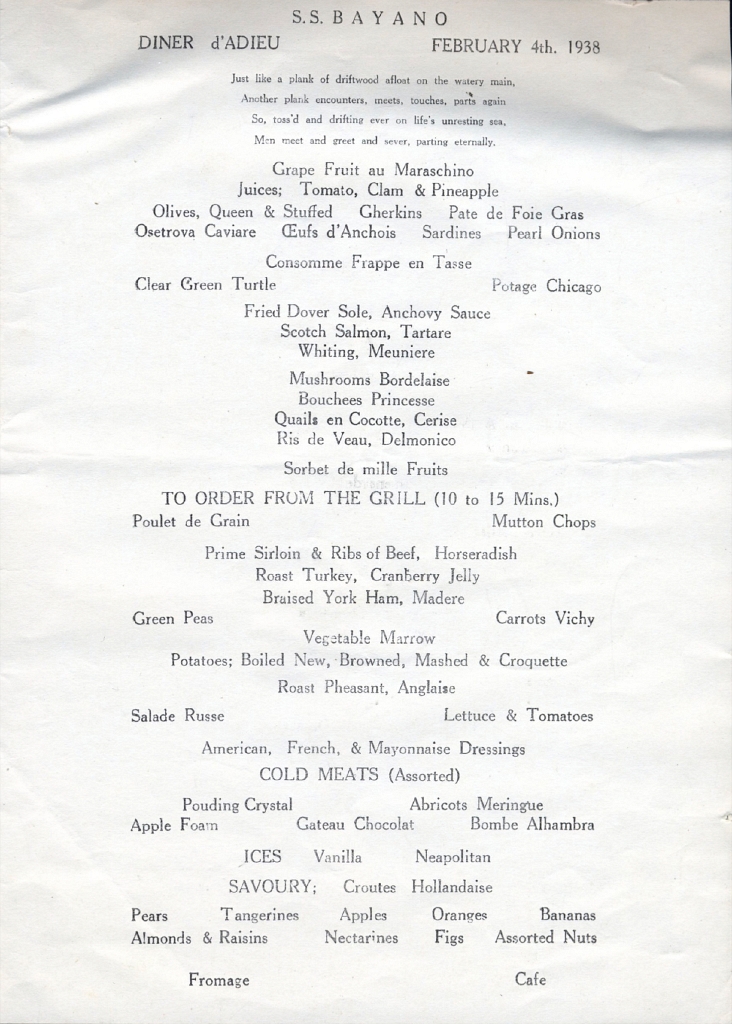 S.S. BAYANO
DINER d'ADIEU FEBRUARY 4th. 1938
Just like a plank of driftwood afloat on the watery main,
Another plank encounters, meets, touches, parts again
So, toss'd and drifting ever on life's unresting sea,
Men meet and greet and sever, parting eternally.
Grape Fruit au Maraschino
Juices; Tomato, Clam & Pineapple
Olives, Queen & Stuffed Gherkins Pate de Foie Gras
Osetrova Caviare Œufs d'Anchois Sardines Pearl Onions
Consomme Frappe en Tasse
Clear Green Turtle Potage Chicago
Fried Dover Sole, Anchovy Sauce
Scotch Salmon, Tartare
Whiting, Meuniere
Mushrooms Bordelaise
Bouchees Princesse
Quails en Cocotte, Cerise
Ris de Veau, Delmonico
Sorbet de mille Fruits
TO ORDER FROM THE GRILL (10 to 15 Mins.)
Poulet de Grain Mutton Chops
Prime Sirloin & Ribs of Beef, Horseradish
Roast Turkey, Cranberry Jelly
Braised York Ham, Madere
Green Peas Carrots Vichy
Vegetable Marrow
Potatoes; Boiled New, Browned, Mashed & Croquette
Roast Pheasant, Anglaise
Salade Russe Lettuce & Tomatoes
American, French, & Mayonnaise Dressings
COLD MEATS (Assorted)
Pouding Crystal Abricots Meringue
Apple Foam Gateau Chocolat Bombe Alhambra
ICES Vanilla Neapolitan
SAVOURY; Croutes Hollandaise
Pears Tangerines Apples Oranges Bananas
Almonds & Raisins Nectarines Figs Assorted Nuts
Fromage Cafe